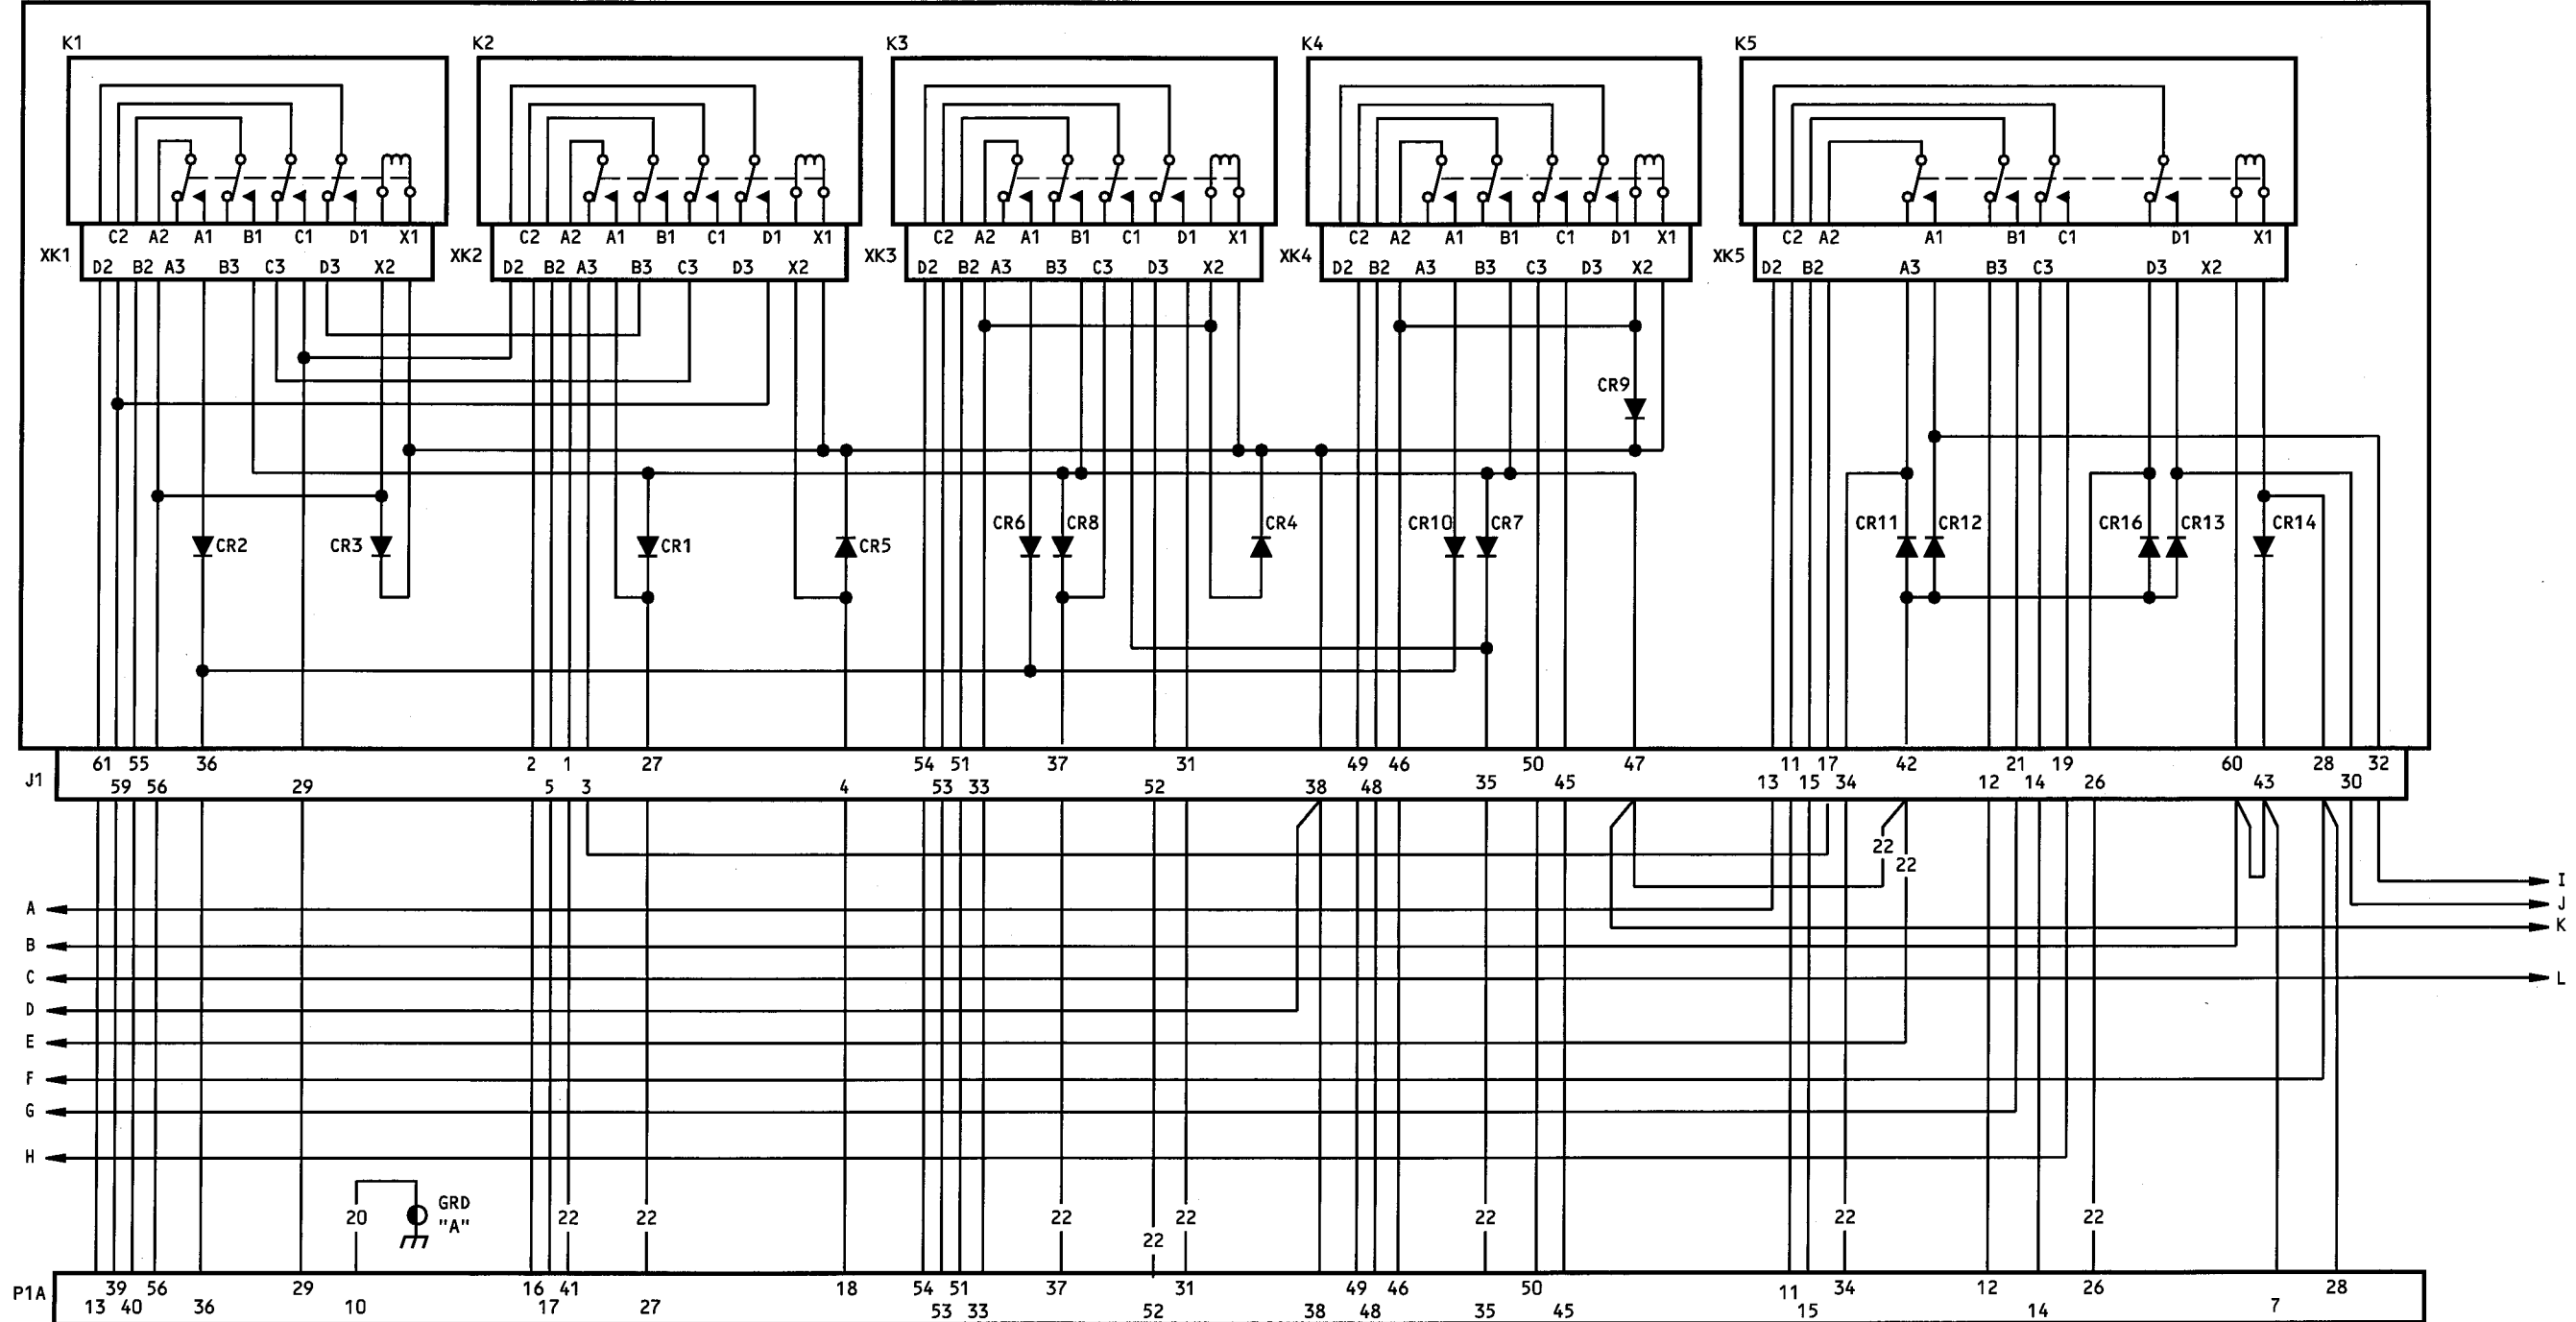 K1 K2 K3 K4 K5
C2 A2 A1 B1 C1 D1 X1 C2 A2 A1 B1 C1 D1 X1 C2 A2 A1 B1 C1 D1 X1 C2 A2 A1 B1 C1 D1 X1 C2 A2 A1 B1 C1 D1 X1
XK1 XK2 XK3 XK4 XK5
D2 B2 A3 B3 C3 D3 X2 D2 B2 A3 B3 C3 D3 X2 D2 B2 A3 B3 C3 D3 X2 D2 B2 A3 B3 C3 D3 X2 D2 B2 A3 B3 C3 D3 X2
CR9
CR6 CR8 CR4 CR10 CR7 CR11 CR12 CR16 CR13 CR14
CR2 CR3 CR1 CR5
61 55 36 2 1 27 54 51 37 31 49 46 50 47 11 17 42 21 19 60 28 32
J1
59 56 29 5 3 4 53 33 52 38 48 35 45 13 15 34 12 14 26 43 30
22
22
I
A J
K
B
C L
D
E
F
G
H
GRD
20 22 22 22 22 22 22 22
"A"
22
39 56 29 16 41 18 54 51 37 31 49 46 50 34 12 26 28
P1A
13 40 36 10 17 27 53 33 52 38 48 35 45 11 15 14 7